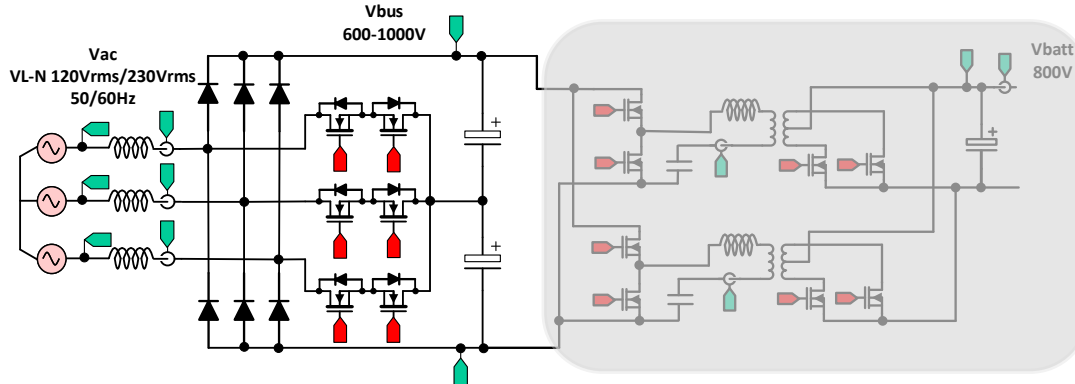 Vbus
600-1000V
Vac
VL-N 120Vrms/230Vrms
50/60Hz
Vbatt
800V
+
+
+